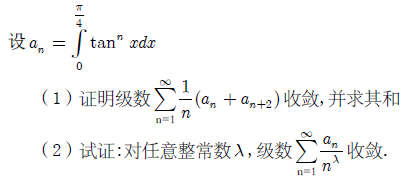 设 $a_n = \int_0^{\frac{\pi}{4}} \tan^n xdx$
(1)证明级数 $\sum_{n=1}^{\infty} \frac{1}{n}(a_n + a_{n+2})$ 收敛,并求其和
(2)试证:对任意整常数λ,级数 $\sum_{n=1}^{\infty} \frac{a_n}{n^\lambda}$ 收敛.